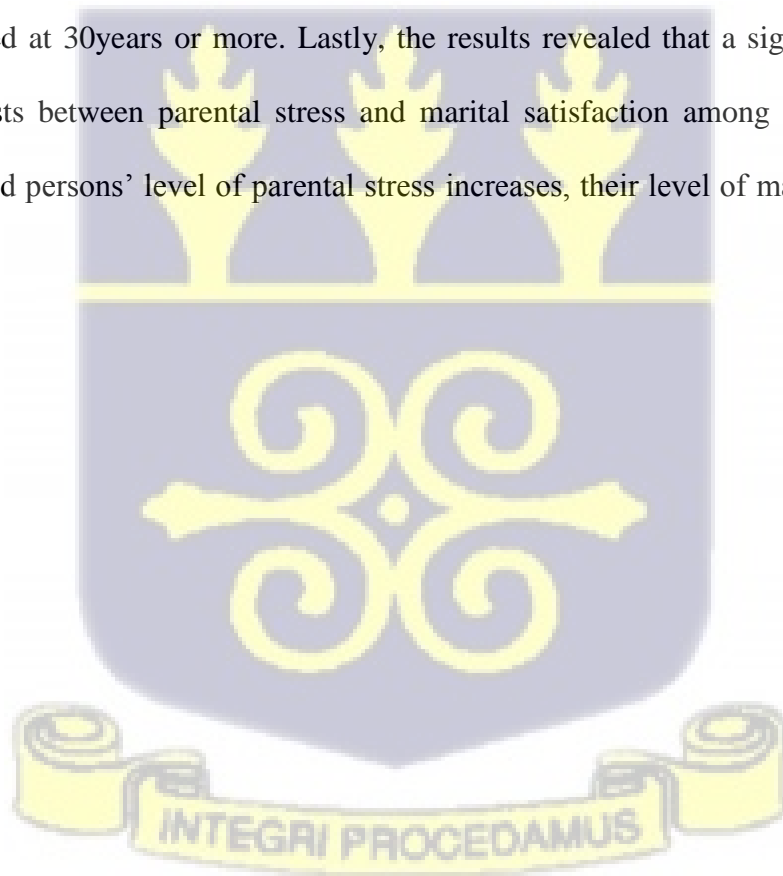 ed at 30years or more. Lastly, the results revealed that a sig
sts between parental stress and marital satisfaction among
d persons’ level of parental stress increases, their level of ma
INTEGRI PROCEDAMUS